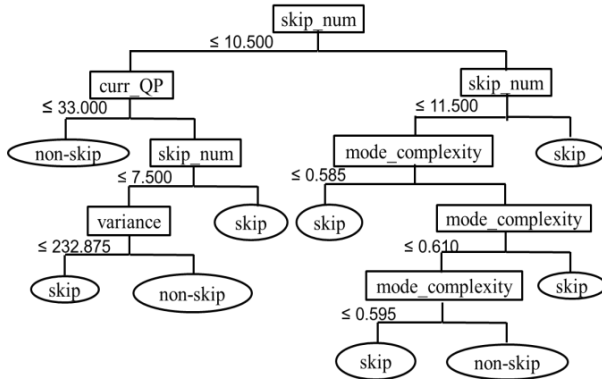 skip_num
≤ 10.500
curr_QP
skip_num
≤ 33.000
≤ 11.500
non-skip
skip_num
mode_complexity
skip
≤ 7.500
≤ 0.585
variance
skip
skip
mode_complexity
≤ 232.875
≤ 0.610
skip
non-skip
mode_complexity
skip
≤ 0.595
skip
non-skip